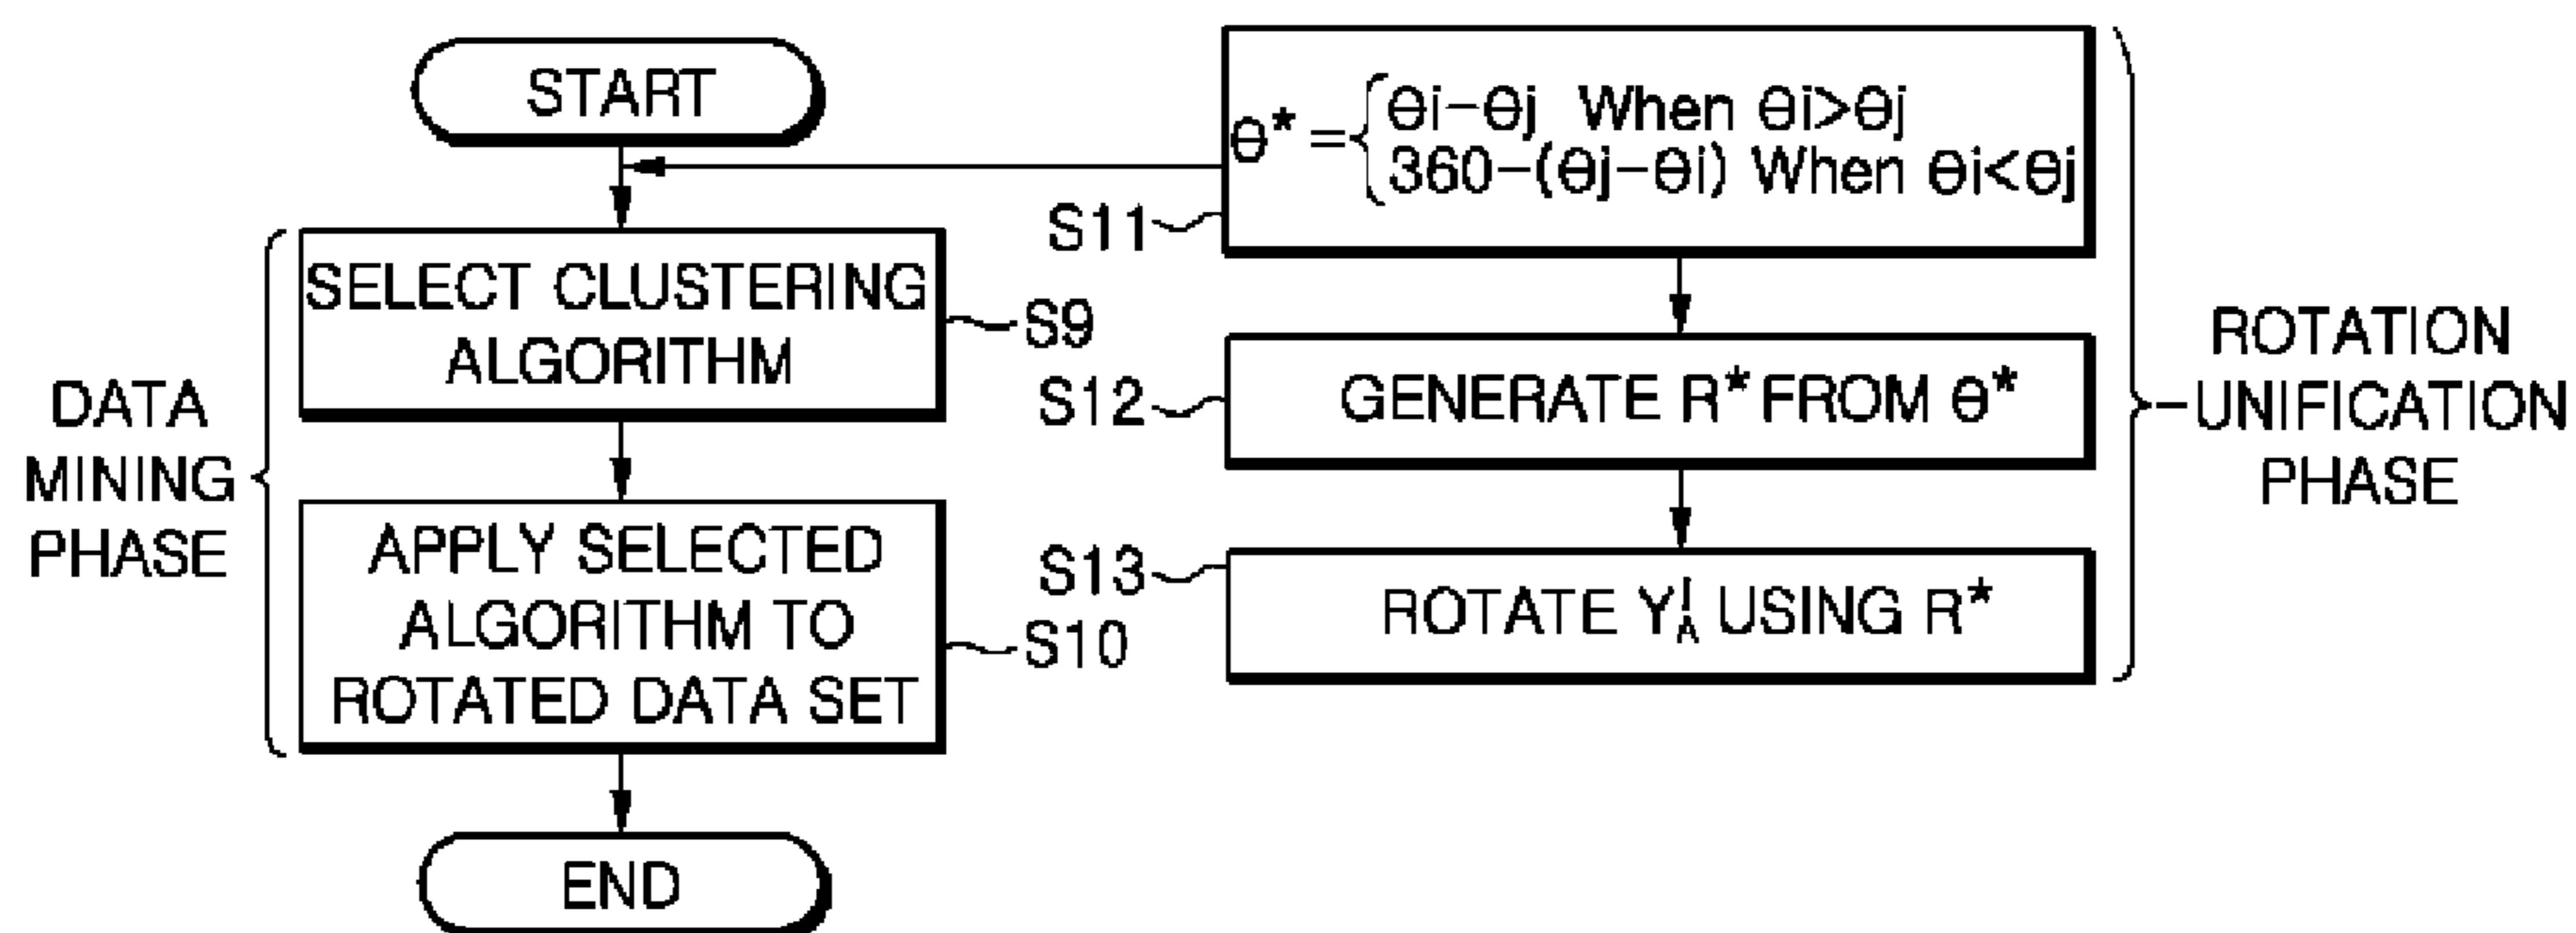 START
SELECT CLUSTERING
ALGORITHM
S9
DATA
MINING
PHASE
APPLY SELECTED
ALGORITHM TO
ROTATED DATA SET
S10
END
θ* = { θi-θj When θi>θj
360-(θj-θi) When θi<θj
S11
GENERATE R* FROM θ*
S12
ROTATE Y'A USING R*
S13
ROTATION
UNIFICATION
PHASE